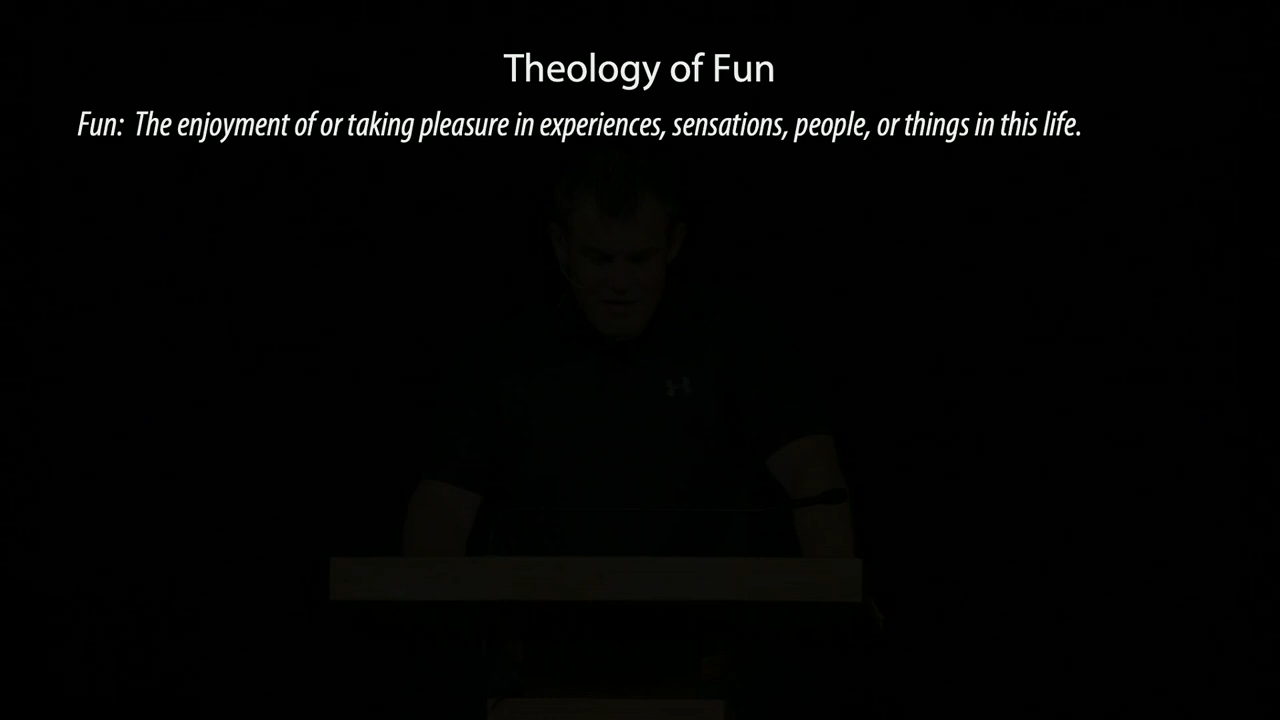 Theology of Fun
Fun: The enjoyment of or taking pleasure in experiences, sensations, people, or things in this life.